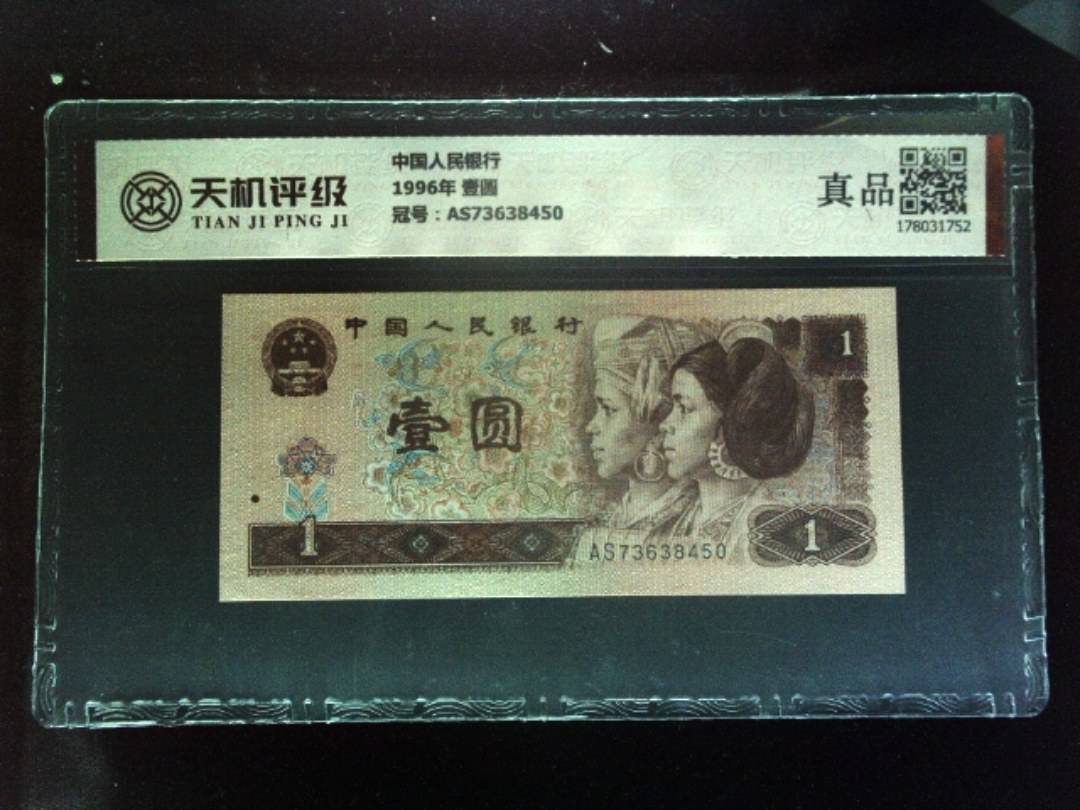 天机评级
TIAN JI PING JI
中国人民银行
1996年 壹圆
冠号：AS73638450
真品
178031752
中国人民银行
1
壹圆
1
AS73638450
1